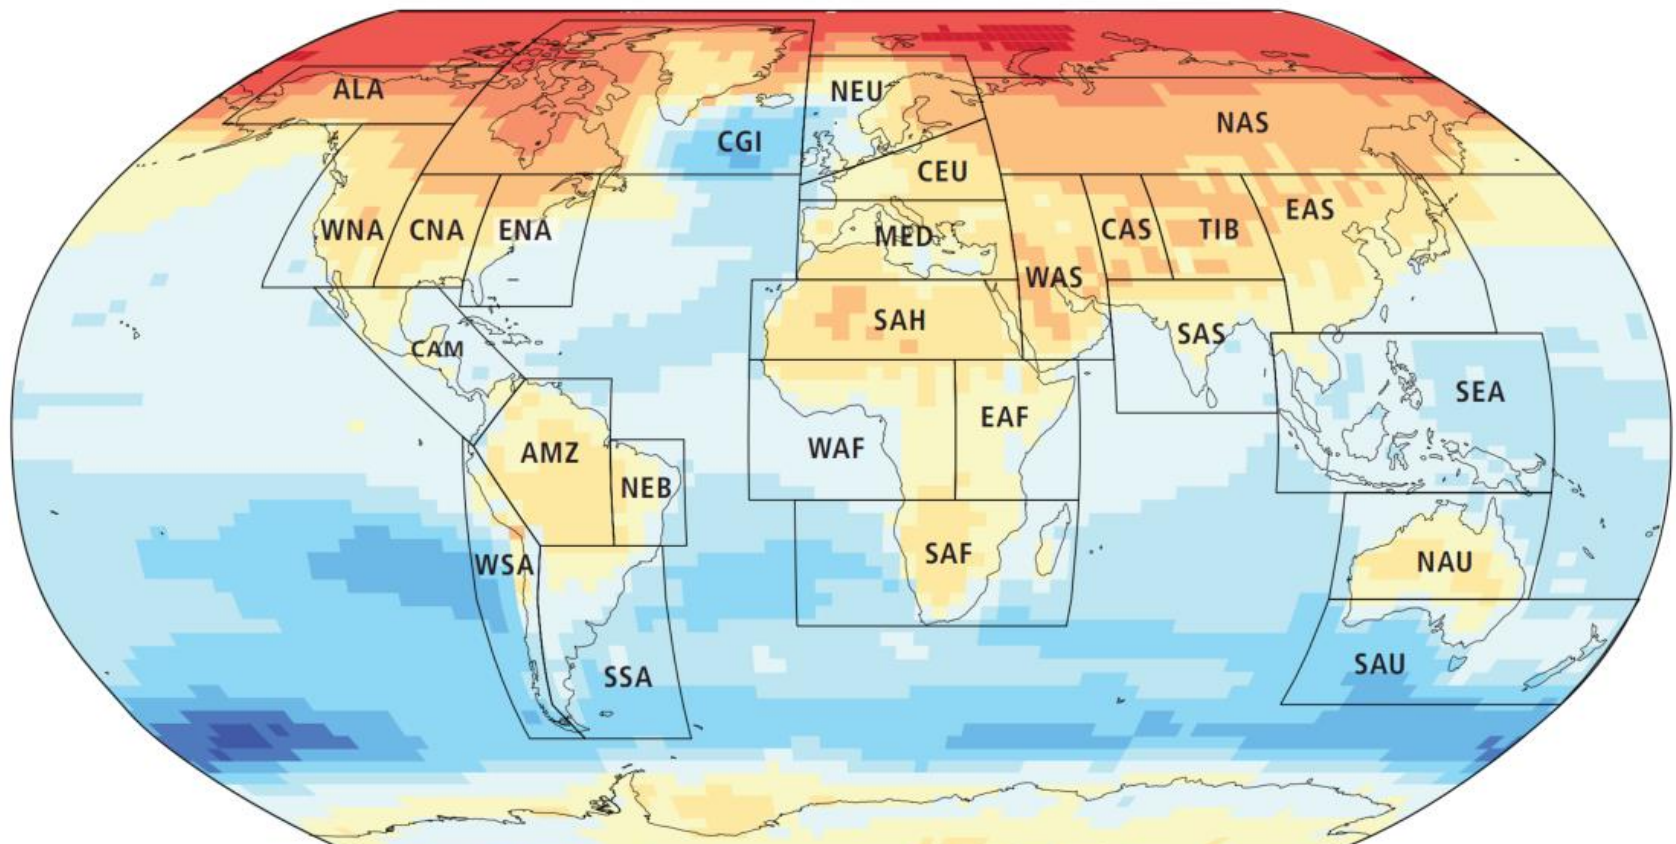 ALA
NEU
NAS
CGI
CEU
WNA
CNA
ENA
MED
CAS
TIB
EAS
WAS
SAH
SAS
CAM
SEA
EAF
AMZ
WAF
NEB
SAF
WSA
NAU
SSA
SAU